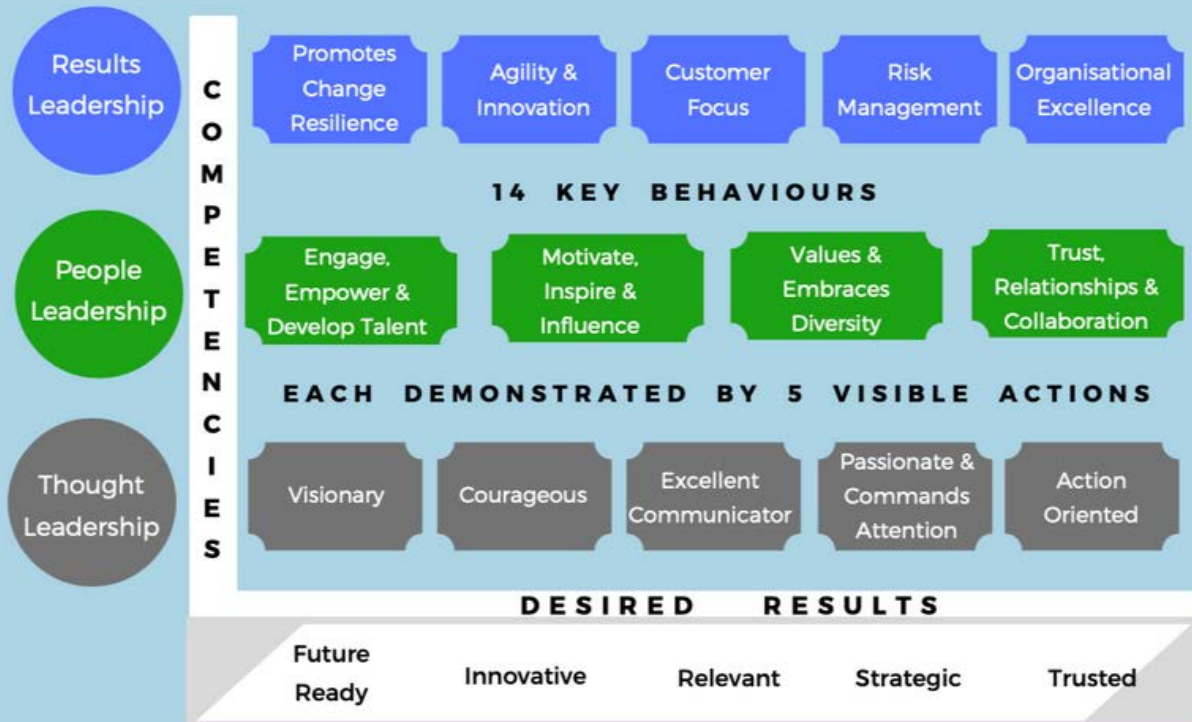 Results
Leadership
COMPETENCIES
Promotes
Change
Resilience
Agility &
Innovation
Customer
Focus
Risk
Management
Organisational
Excellence
14 KEY BEHAVIOURS
People
Leadership
Engage,
Empower &
Develop Talent
Motivate,
Inspire &
Influence
Values &
Embraces
Diversity
Trust,
Relationships &
Collaboration
EACH DEMONSTRATED BY 5 VISIBLE ACTIONS
Thought
Leadership
Visionary
Courageous
Excellent
Communicator
Passionate &
Commands
Attention
Action
Oriented
DESIRED RESULTS
Future
Ready
Innovative
Relevant
Strategic
Trusted